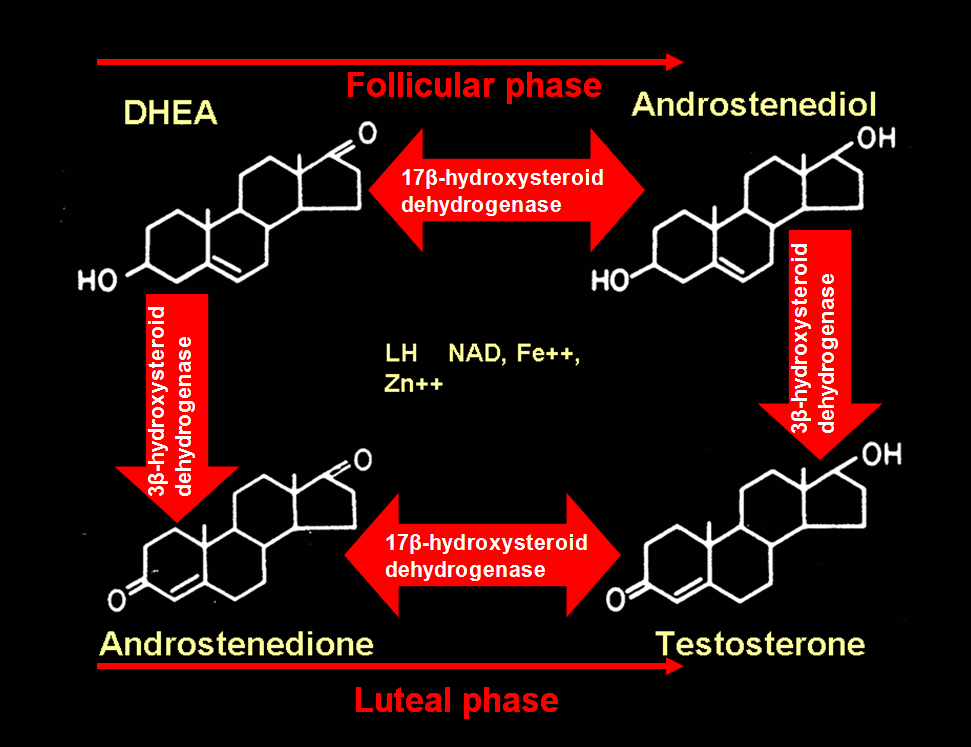 Follicular phase
DHEA
Androstenediol
O
OH
17β-hydroxysteroid
dehydrogenase
HO
HO
3β-hydroxysteroid
dehydrogenase
3β-hydroxysteroid
dehydrogenase
LH NAD, Fe++,
Zn++
O
OH
17β-hydroxysteroid
dehydrogenase
O
O
Androstenedione
Testosterone
Luteal phase